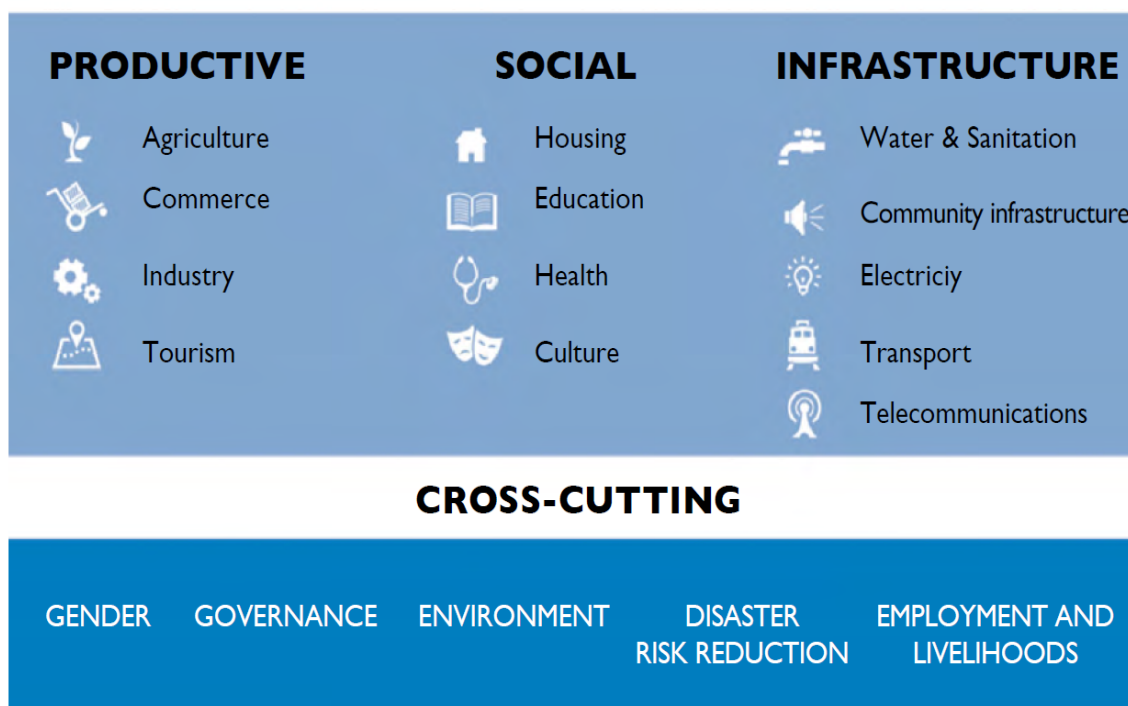 PRODUCTIVE
Agriculture
Commerce
Industry
Tourism
SOCIAL
Housing
Education
Health
Culture
INFRASTRUCTURE
Water & Sanitation
Community infrastructure
Electriciy
Transport
Telecommunications
CROSS-CUTTING
GENDER
GOVERNANCE
ENVIRONMENT
DISASTER
RISK REDUCTION
EMPLOYMENT AND
LIVELIHOODS